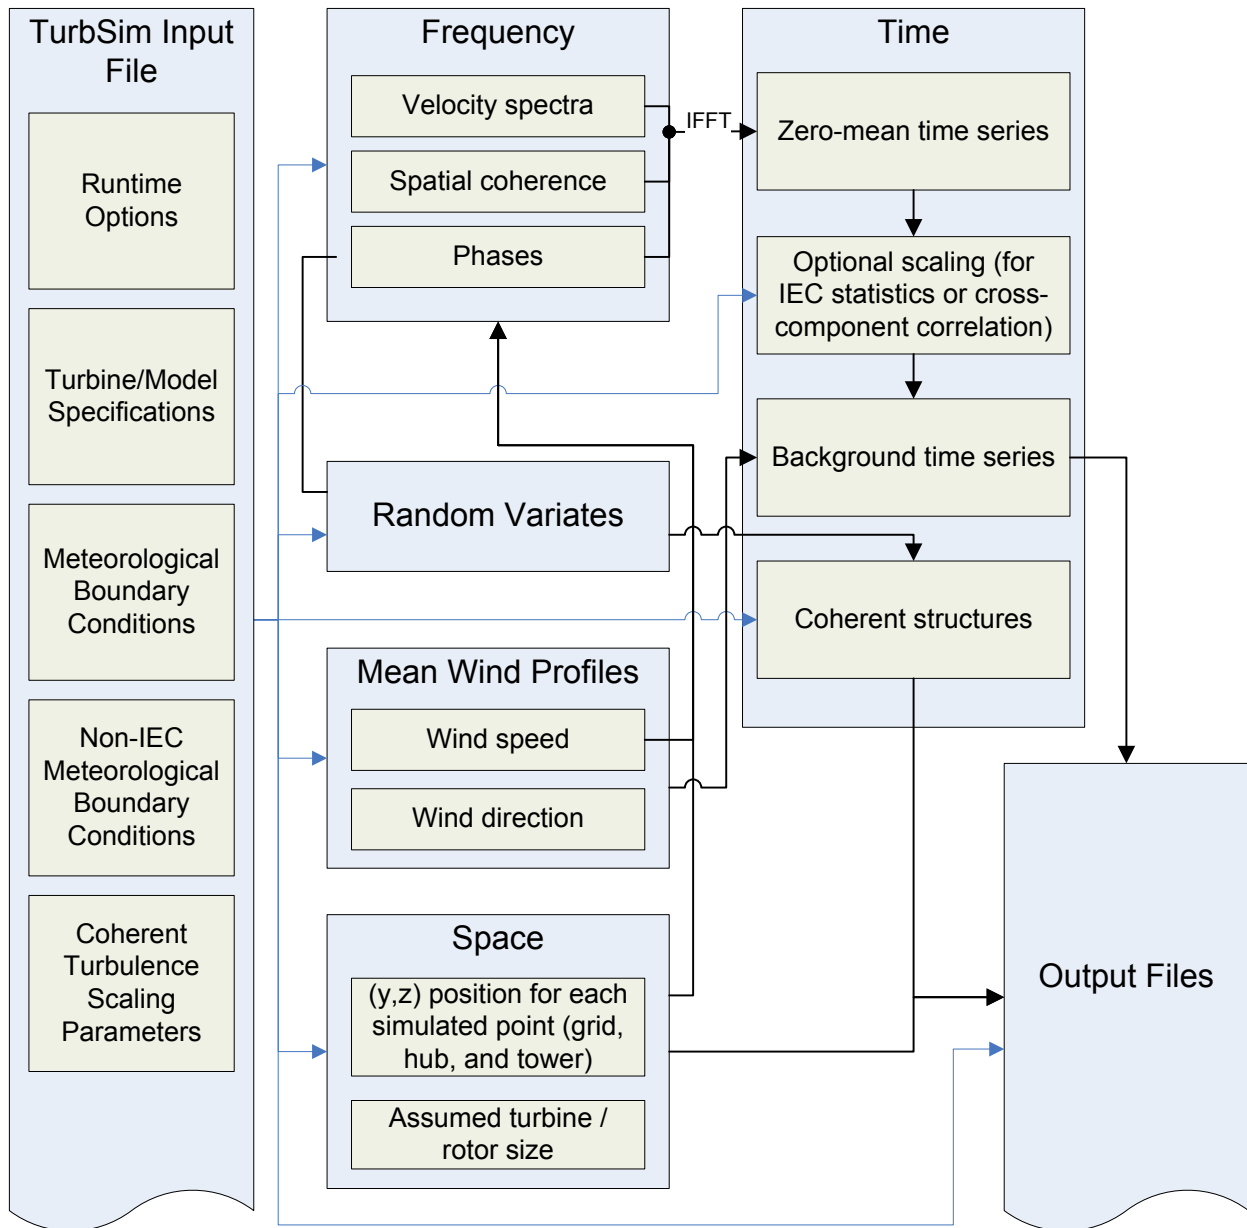 TurbSim Input
File
Runtime
Options
Turbine/Model
Specifications
Meteorological
Boundary
Conditions
Non-IEC
Meteorological
Boundary
Conditions
Coherent
Turbulence
Scaling
Parameters
Frequency
Velocity spectra
Spatial coherence
Phases
IFFT
Random Variates
Mean Wind Profiles
Wind speed
Wind direction
Space
(y,z) position for each
simulated point (grid,
hub, and tower)
Assumed turbine /
rotor size
Time
Zero-mean time series
Optional scaling (for
IEC statistics or cross-
component correlation)
Background time series
Coherent structures
Output Files